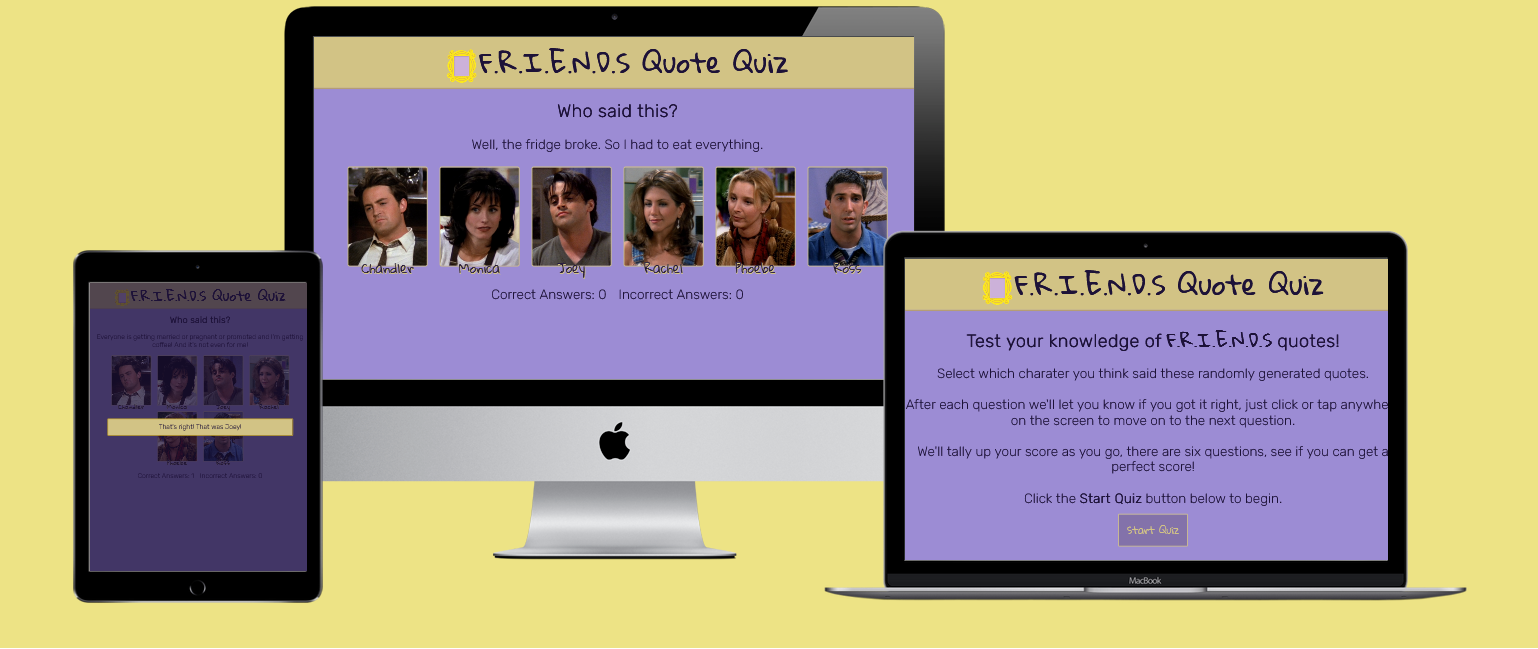 F.R.I.E.N.D.S Quote Quiz
Who said this?
Well, the fridge broke. So I had to eat everything.
Chandler Monica Joey Rachel Phoebe Ross
Correct Answers: 0 Incorrect Answers: 0
F.R.I.E.N.D.S Quote Quiz
Who said this?
Everyone is getting married or pregnant or promoted and I'm getting
coffee! And it's not even for me!
Chandler Monica Joey Rachel
That's right! That was Joey!
Phoebe Ross
Correct Answers: 1 Incorrect Answers: 0
F.R.I.E.N.D.S Quote Quiz
Test your knowledge of F.R.I.E.N.D.S quotes!
Select which charater you think said these randomly generated quotes.
After each question we'll let you know if you got it right, just click or tap anywhe
on the screen to move on to the next question.
We'll tally up your score as you go, there are six questions, see if you can get a
perfect score!
Click the Start Quiz button below to begin.
Start Quiz
MacBook